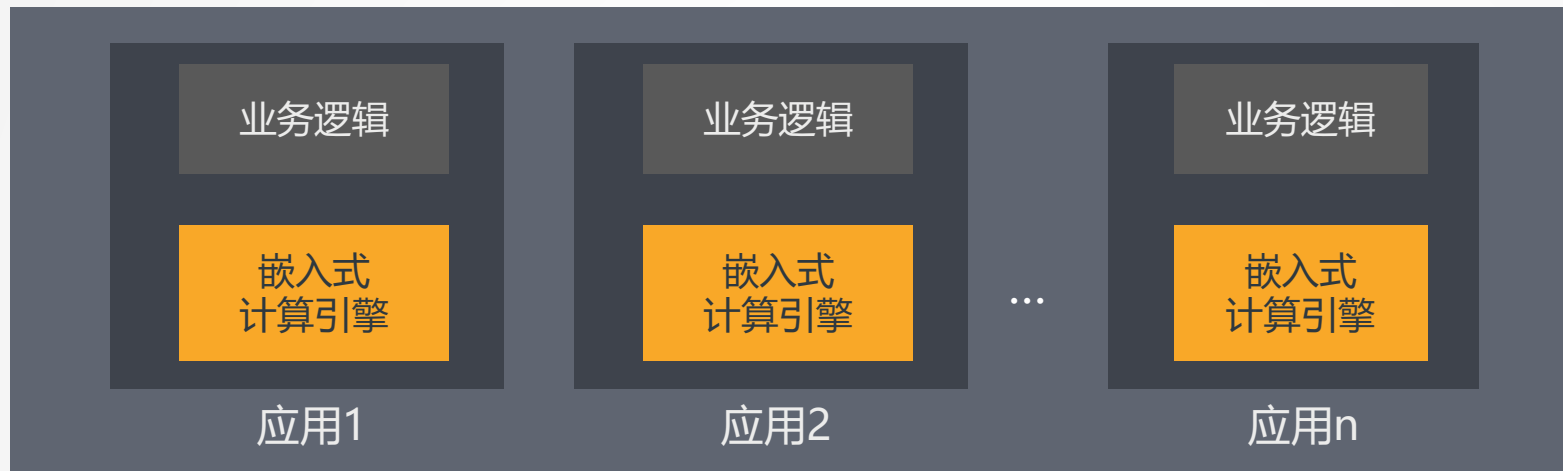 业务逻辑
业务逻辑
业务逻辑
嵌入式
计算引擎
嵌入式
计算引擎
...
嵌入式
计算引擎
应用1
应用2
应用n